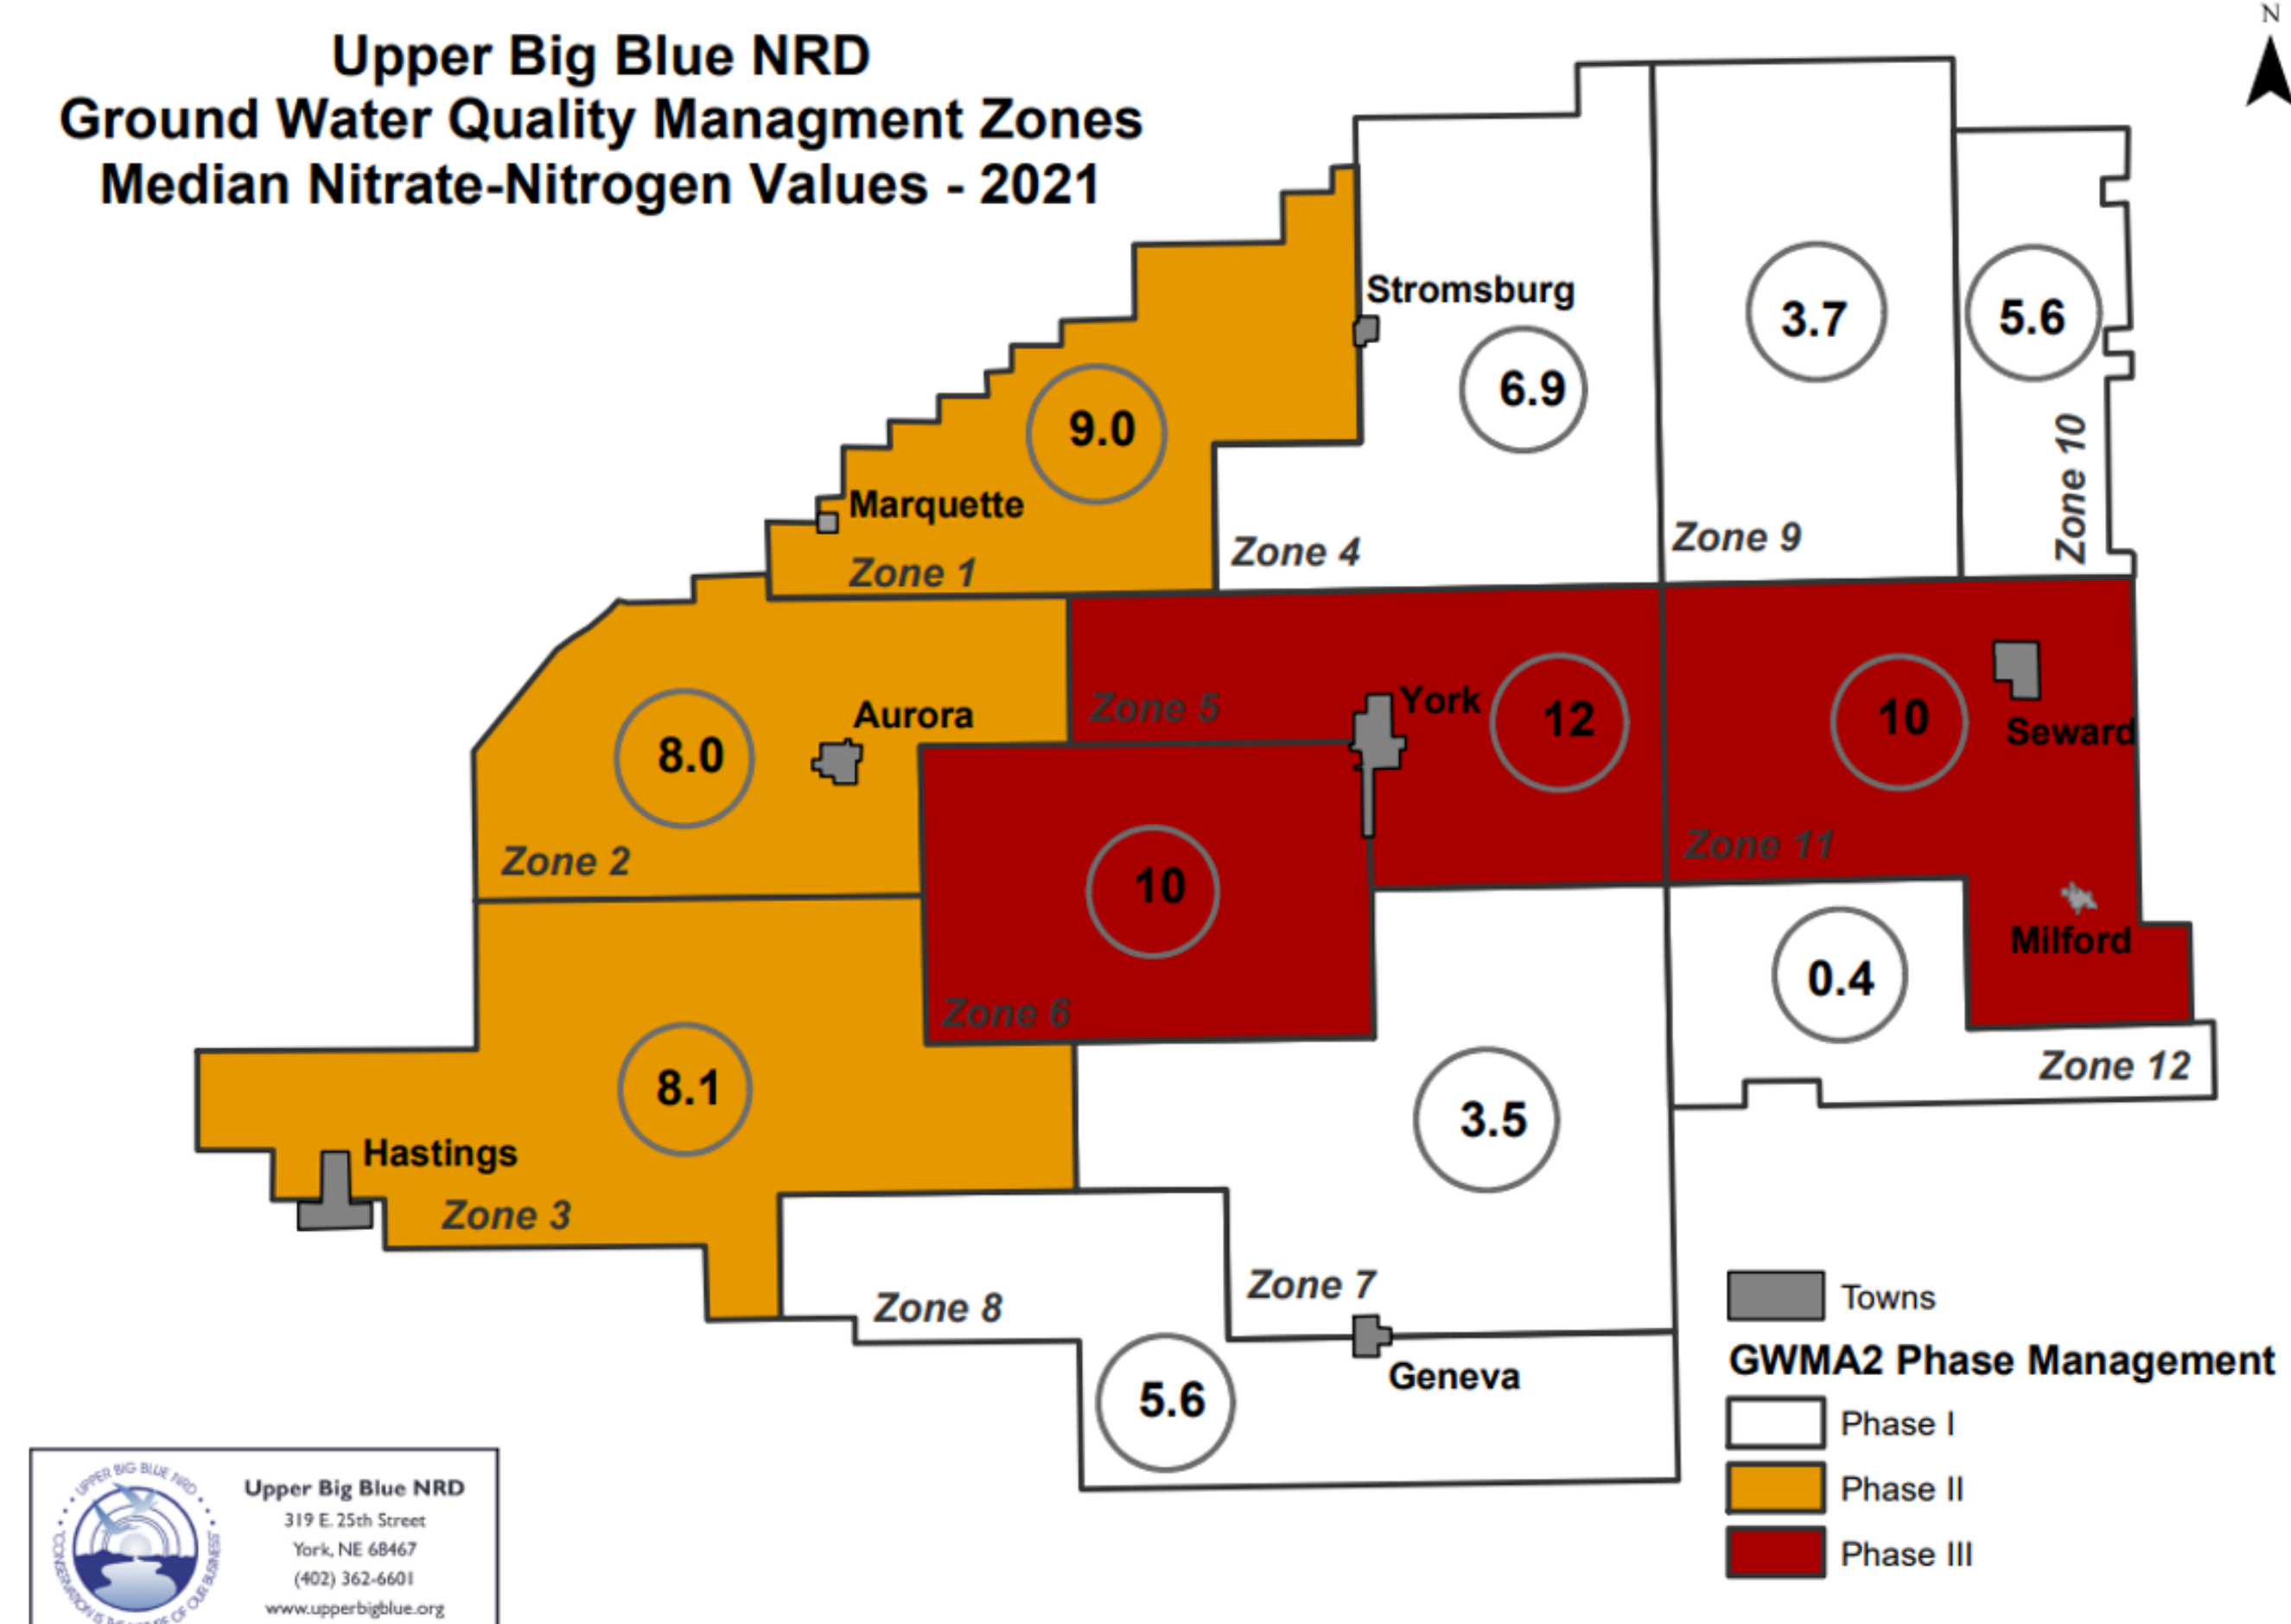 N
Upper Big Blue NRD
Ground Water Quality Managment Zones
Median Nitrate-Nitrogen Values - 2021
Stromsburg
3.7
5.6
6.9
9.0
Zone 10
Marquette
Zone 4
Zone 9
Zone 1
Zone 5
York
12
10
Seward
Aurora
8.0
Zone 2
Zone 11
10
Milford
0.4
Zone 6
Zone 12
8.1
3.5
Hastings
Zone 3
Zone 7
Zone 8
Geneva
5.6
Towns
GWMA2 Phase Management
Phase I
Phase II
Phase III
UPPER BIG BLUE NRD
Upper Big Blue NRD
319 E. 25th Street
York, NE 68467
(402) 362-6601
www.upperbigblue.org